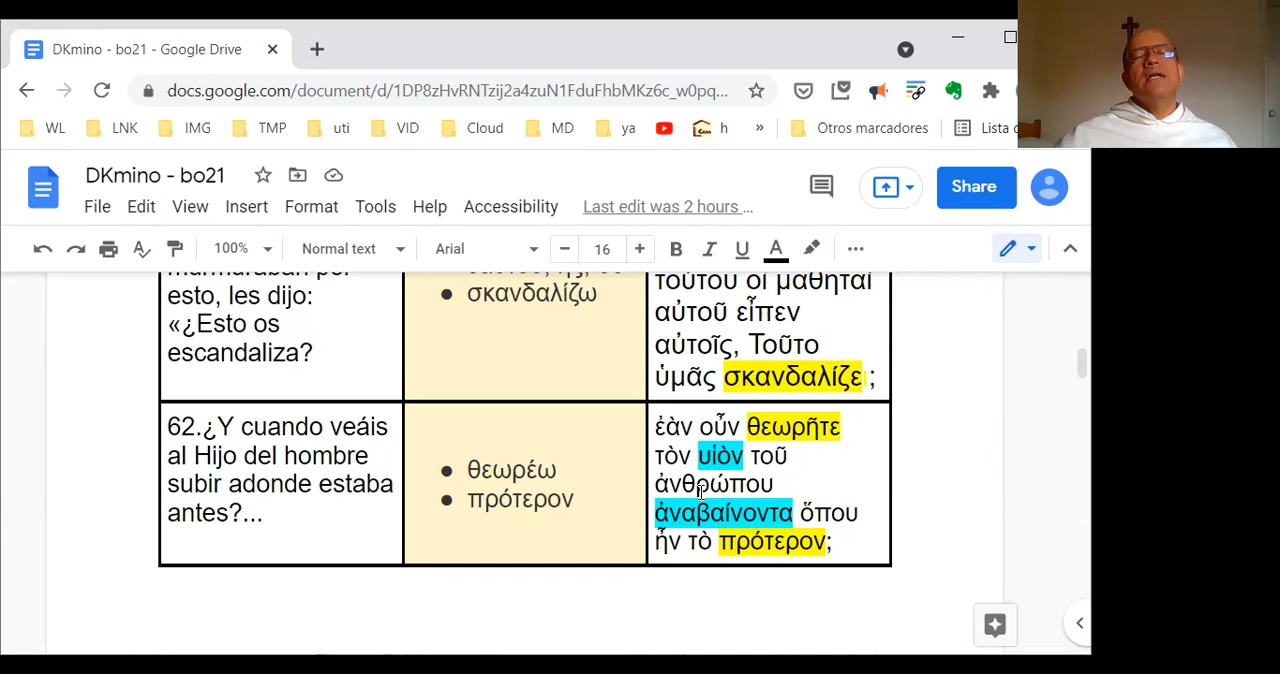 DKmino - bo21 - Google Drive
docs.google.com/document/d/1DP8zHvRNTzij2a4zuN1FduFhbMKz6c_w0pq...
WL LNK IMG TMP uti VID Cloud MD ya h » Otros marcadores Lista
DKmino - bo21
Share
File Edit View Insert Format Tools Help Accessibility Last edit was 2 hours ...
100% Normal text Arial 16 B I U A
esto, les dijo:
«¿Esto os
escandaliza?
σκανδαλίζω
τούτου οἱ μαθηταὶ
αὐτοῦ εἶπεν
αὐτοῖς, Τοῦτο
ὑμᾶς σκανδαλίζει;
62.¿Y cuando veáis
al Hijo del hombre
subir adonde estaba
antes?...
θεωρέω
πρότερον
ἐὰν οὖν θεωρῆτε
τὸν υἱὸν τοῦ
ἀνθρώπου
ἀναβαίνοντα ὅπου
ἦν τὸ πρότερον;